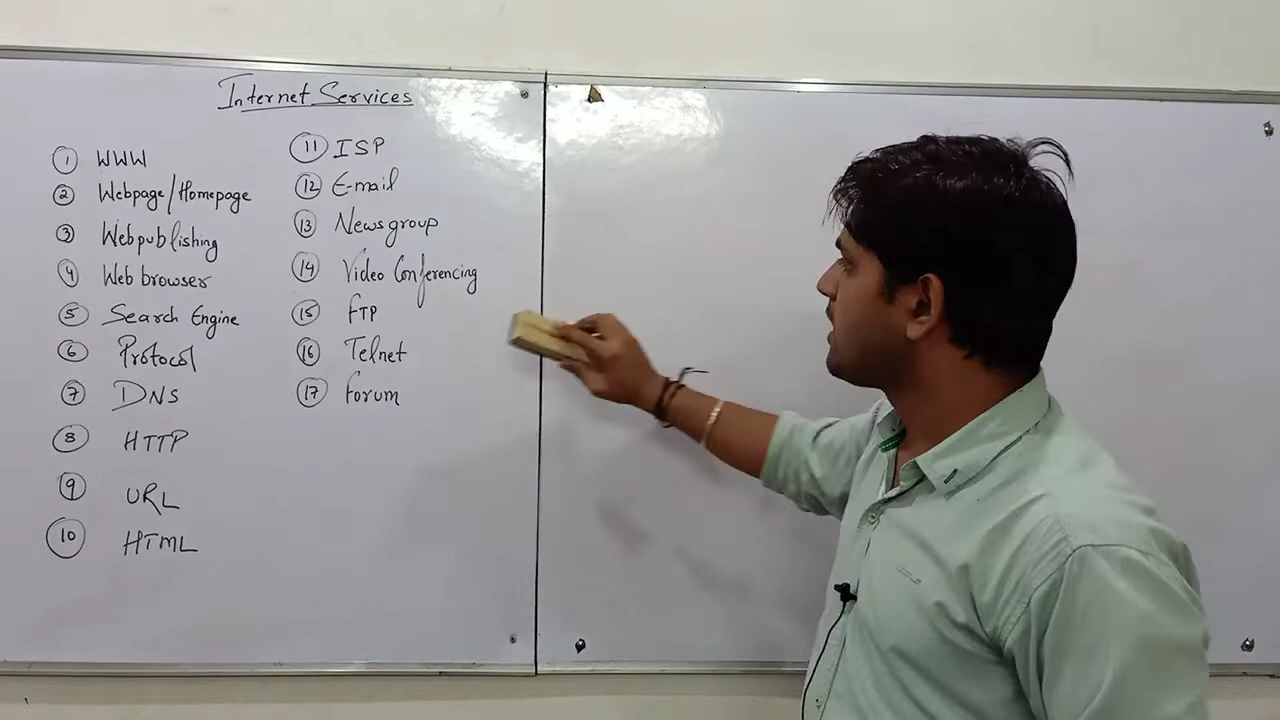 Internet Services
1 WWW
2 Webpage/Homepage
3 Webpublishing
4 Web browser
5 Search Engine
6 Protocol
7 DNS
8 HTTP
9 URL
10 HTML
11 ISP
12 E-mail
13 Newsgroup
14 Video Conferencing
15 FTP
16 Telnet
17 Forum